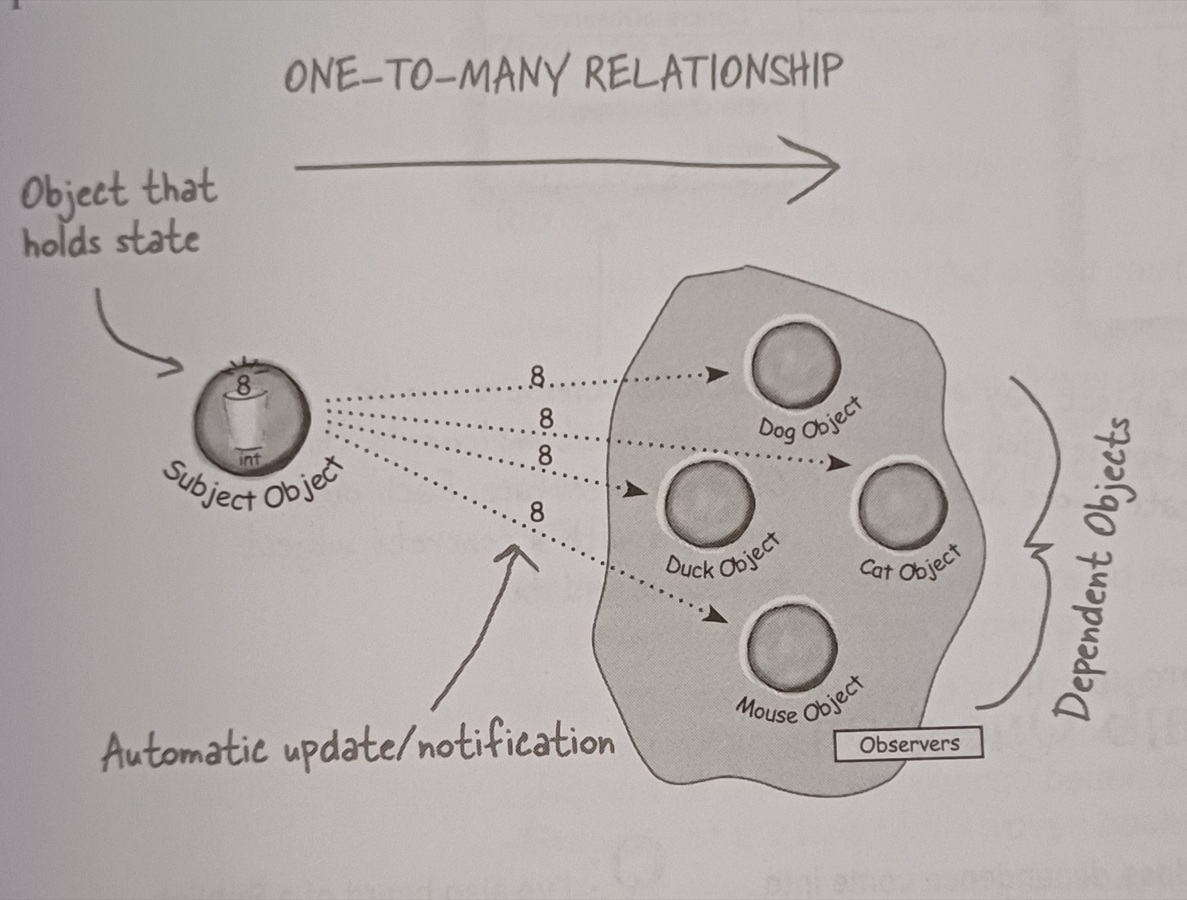 ONE-TO-MANY RELATIONSHIP
Object that
holds state
8
int
Subject Object
8
8
8
8
Dog Object
Duck Object
Cat Object
Mouse Object
Observers
Dependent Objects
Automatic update/notification